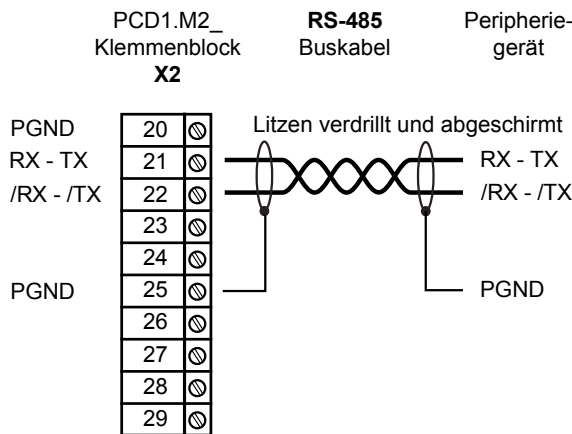 PCD1.M2_ RS-485 Peripherie-
Klemmenblock Buskabel gerät
X2
PGND 20 Litzen verdrillt und abgeschirmt
RX - TX 21 RX - TX
/RX - /TX 22 /RX - /TX
23
24
PGND 25 PGND
26
27
28
29